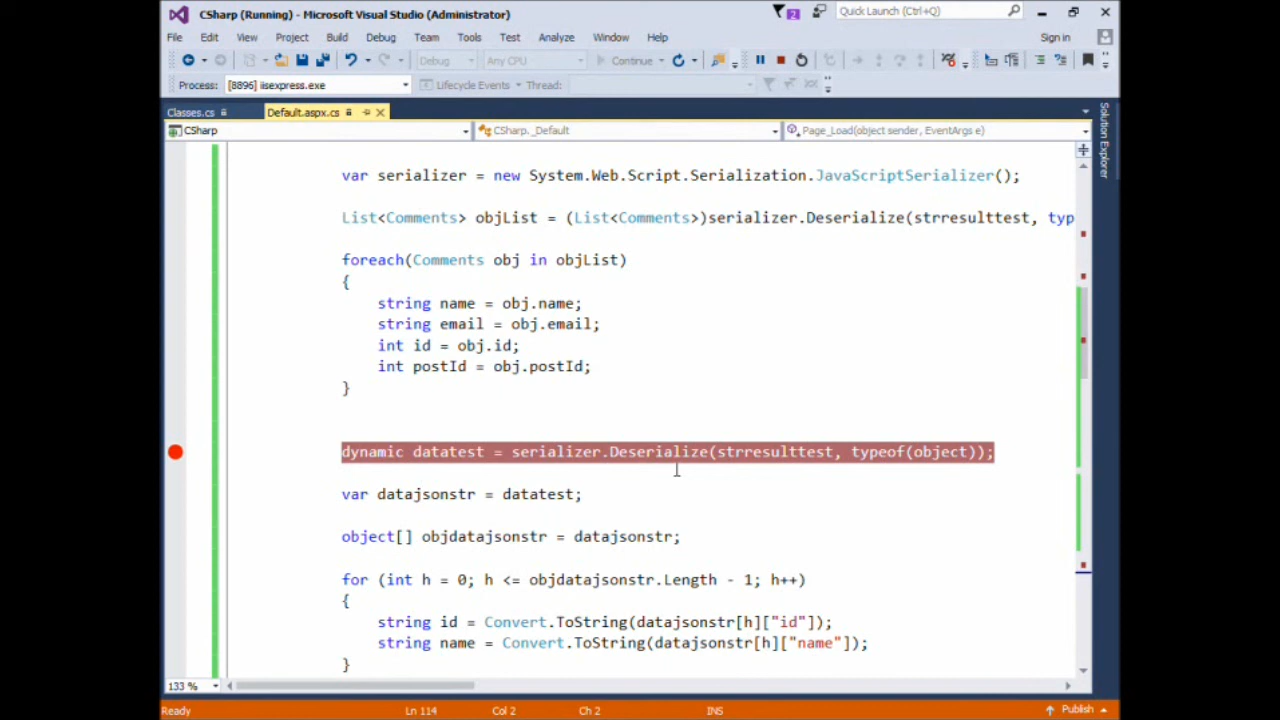 CSharp (Running) - Microsoft Visual Studio (Administrator)
2
Quick Launch (Ctrl+Q)
File Edit View Project Build Debug Team Tools Test Analyze Window Help Sign in
Debug Any CPU Continue
Process: [8896] iisexpress.exe Lifecycle Events Thread:
Classes.cs Default.aspx.cs
CSharp CSharp._Default Page_Load(object sender, EventArgs e)
Solution Explorer
var serializer = new System.Web.Script.Serialization.JavaScriptSerializer();
List<Comments> objList = (List<Comments>)serializer.Deserialize(strresulttest, typ
foreach(Comments obj in objList)
{
string name = obj.name;
string email = obj.email;
int id = obj.id;
int postId = obj.postId;
}
dynamic datatest = serializer.Deserialize(strresulttest, typeof(object));
var datajsonstr = datatest;
object[] objdatajsonstr = datajsonstr;
for (int h = 0; h <= objdatajsonstr.Length - 1; h++)
{
string id = Convert.ToString(datajsonstr[h]["id"]);
string name = Convert.ToString(datajsonstr[h]["name"]);
}
133 %
Ready Ln 114 Col 2 Ch 2 INS Publish